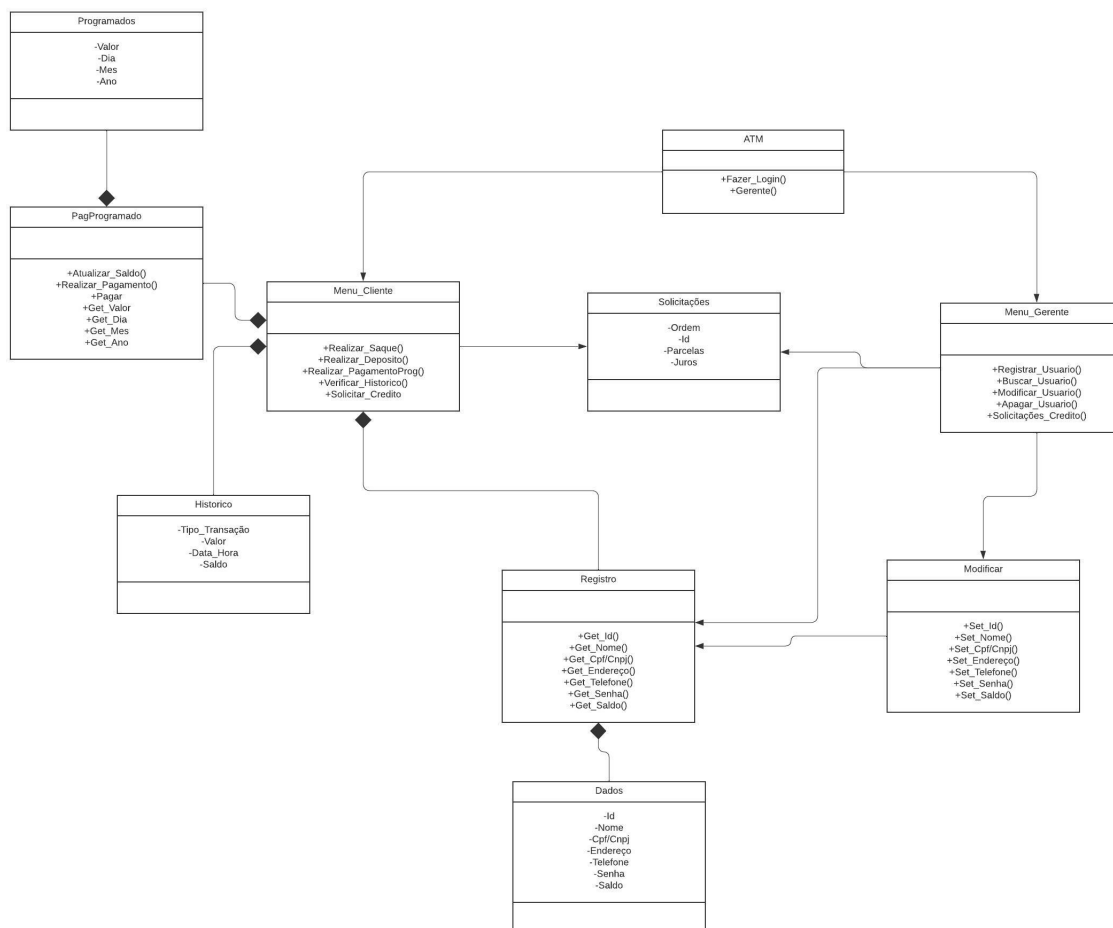 Programados
-Valor
-Dia
-Mes
-Ano
ATM
+Fazer_Login()
+Gerente()
PagProgramado
+Atualizar_Saldo()
+Realizar_Pagamento()
+Pagar
+Get_Valor
+Get_Dia
+Get_Mes
+Get_Ano
Menu_Cliente
+Realizar_Saque()
+Realizar_Deposito()
+Realizar_PagamentoProg()
+Verificar_Historico()
+Solicitar_Credito
Solicitações
-Ordem
-Id
-Parcelas
-Juros
Menu_Gerente
+Registrar_Usuario()
+Buscar_Usuario()
+Modificar_Usuario()
+Apagar_Usuario()
+Solicitações_Credito()
Historico
-Tipo_Transação
-Valor
-Data_Hora
-Saldo
Registro
+Get_Id()
+Get_Nome()
+Get_Cpf/Cnpj()
+Get_Endereço()
+Get_Telefone()
+Get_Senha()
+Get_Saldo()
Modificar
+Set_Id()
+Set_Nome()
+Set_Cpf/Cnpj()
+Set_Endereço()
+Set_Telefone()
+Set_Senha()
+Set_Saldo()
Dados
-Id
-Nome
-Cpf/Cnpj
-Endereço
-Telefone
-Senha
-Saldo